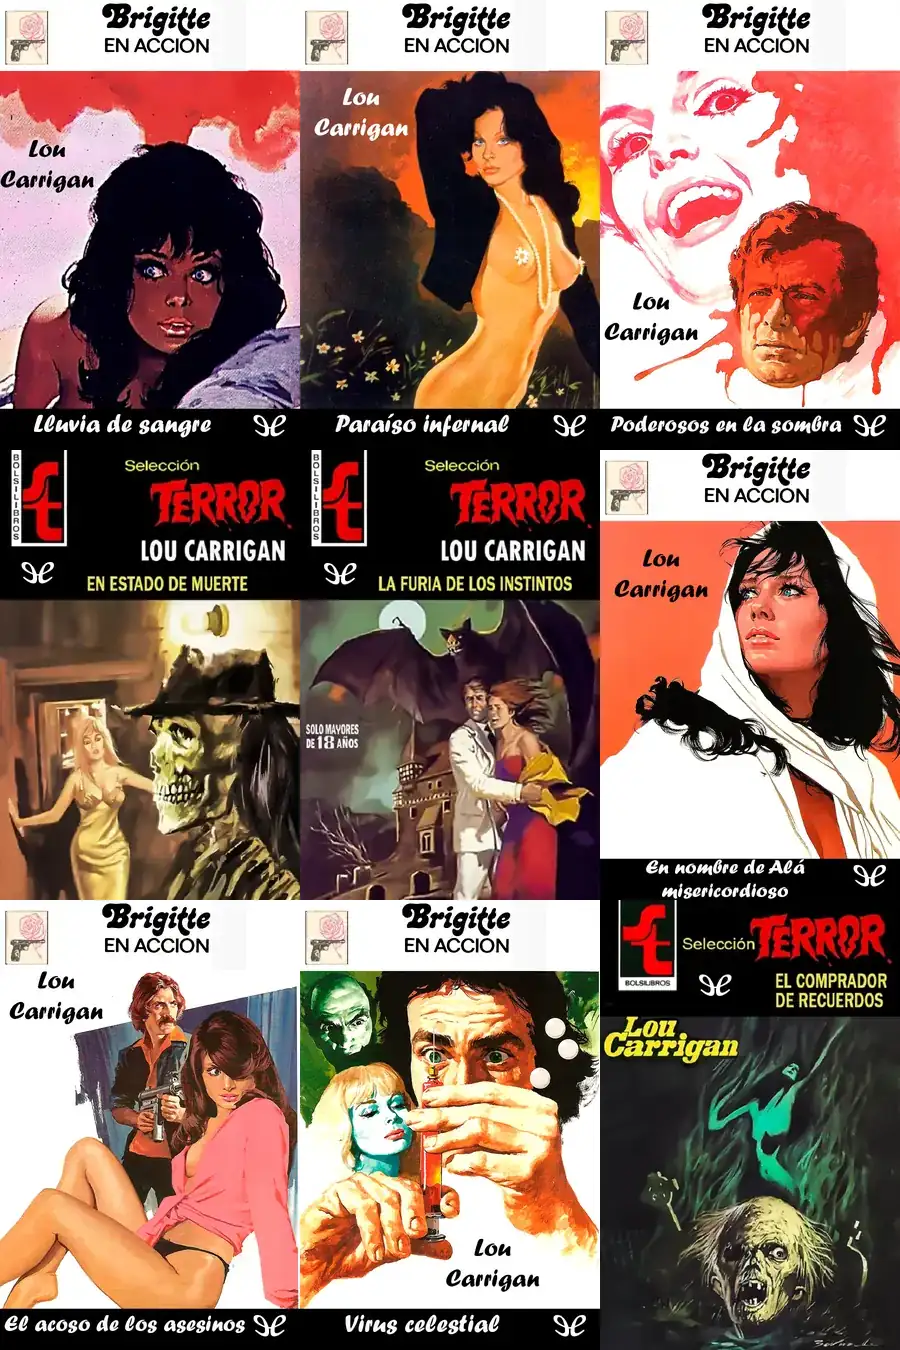 Brigitte
EN ACCION
Lou
Carrigan
Lluvia de sangre
Brigitte
EN ACCION
Lou
Carrigan
Paraíso infernal
Brigitte
EN ACCION
Lou
Carrigan
Poderosos en la sombra
BOLSILIBROS
Selección
TERROR
LOU CARRIGAN
EN ESTADO DE MUERTE
BOLSILIBROS
Selección
TERROR
LOU CARRIGAN
LA FURIA DE LOS INSTINTOS
SOLO MAYORES
DE 18 AÑOS
Brigitte
EN ACCION
Lou
Carrigan
En nombre de Alá
misericordioso
Brigitte
EN ACCION
Lou
Carrigan
El acoso de los asesinos
Brigitte
EN ACCION
Lou
Carrigan
Virus celestial
BOLSILIBROS
Selección
TERROR
EL COMPRADOR
DE RECUERDOS
Lou
Carrigan